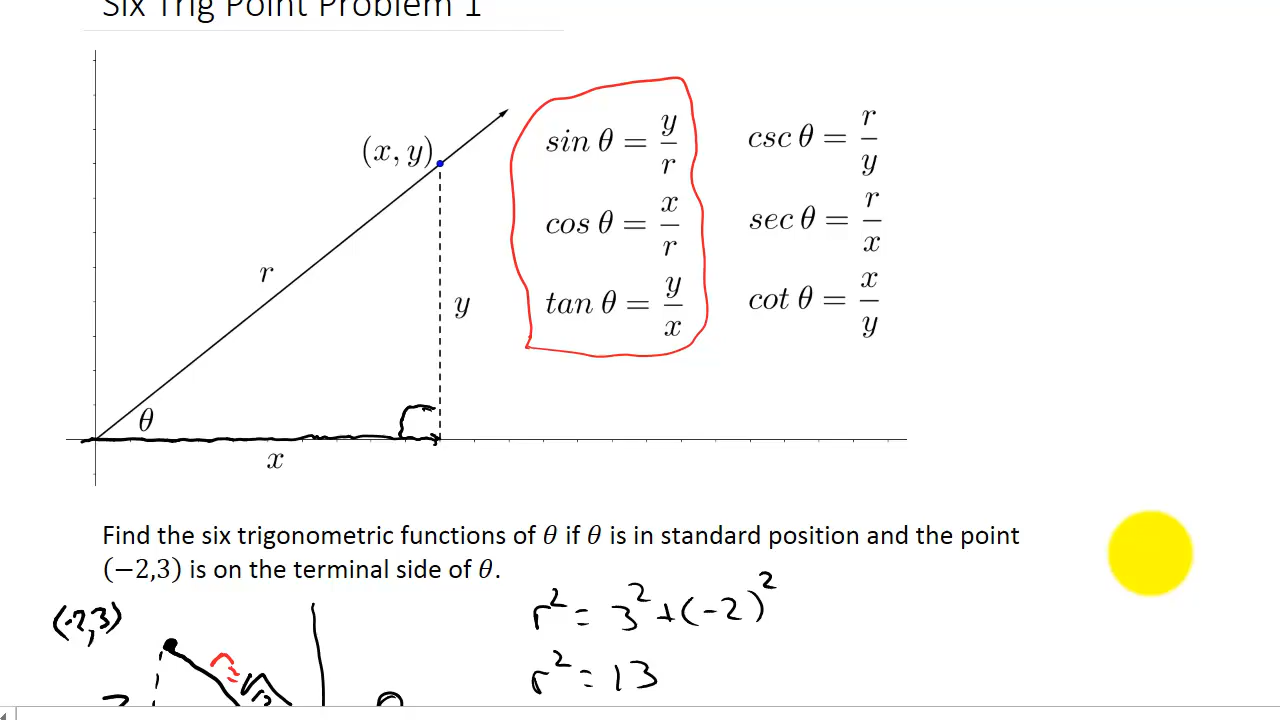 Six Trig Point Problem 1
(x, y)
r
y
θ
x
sin θ = y/r
csc θ = r/y
cos θ = x/r
sec θ = r/x
tan θ = y/x
cot θ = x/y
Find the six trigonometric functions of θ if θ is in standard position and the point
(−2,3) is on the terminal side of θ.
(-2,3)
r² = 3² + (-2)²
r² = 13
r = √13